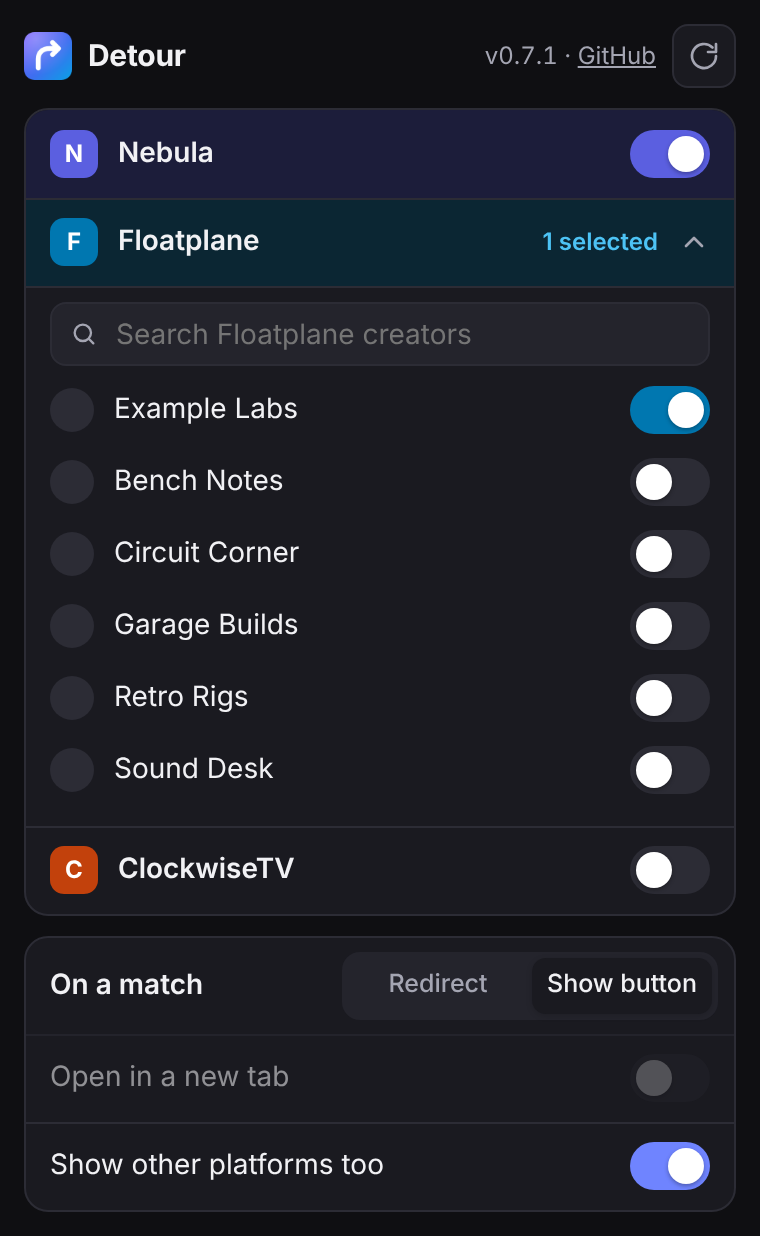 Detour
v0.7.1 · GitHub
N Nebula
F Floatplane 1 selected
Search Floatplane creators
Example Labs
Bench Notes
Circuit Corner
Garage Builds
Retro Rigs
Sound Desk
C ClockwiseTV
On a match Redirect Show button
Open in a new tab
Show other platforms too